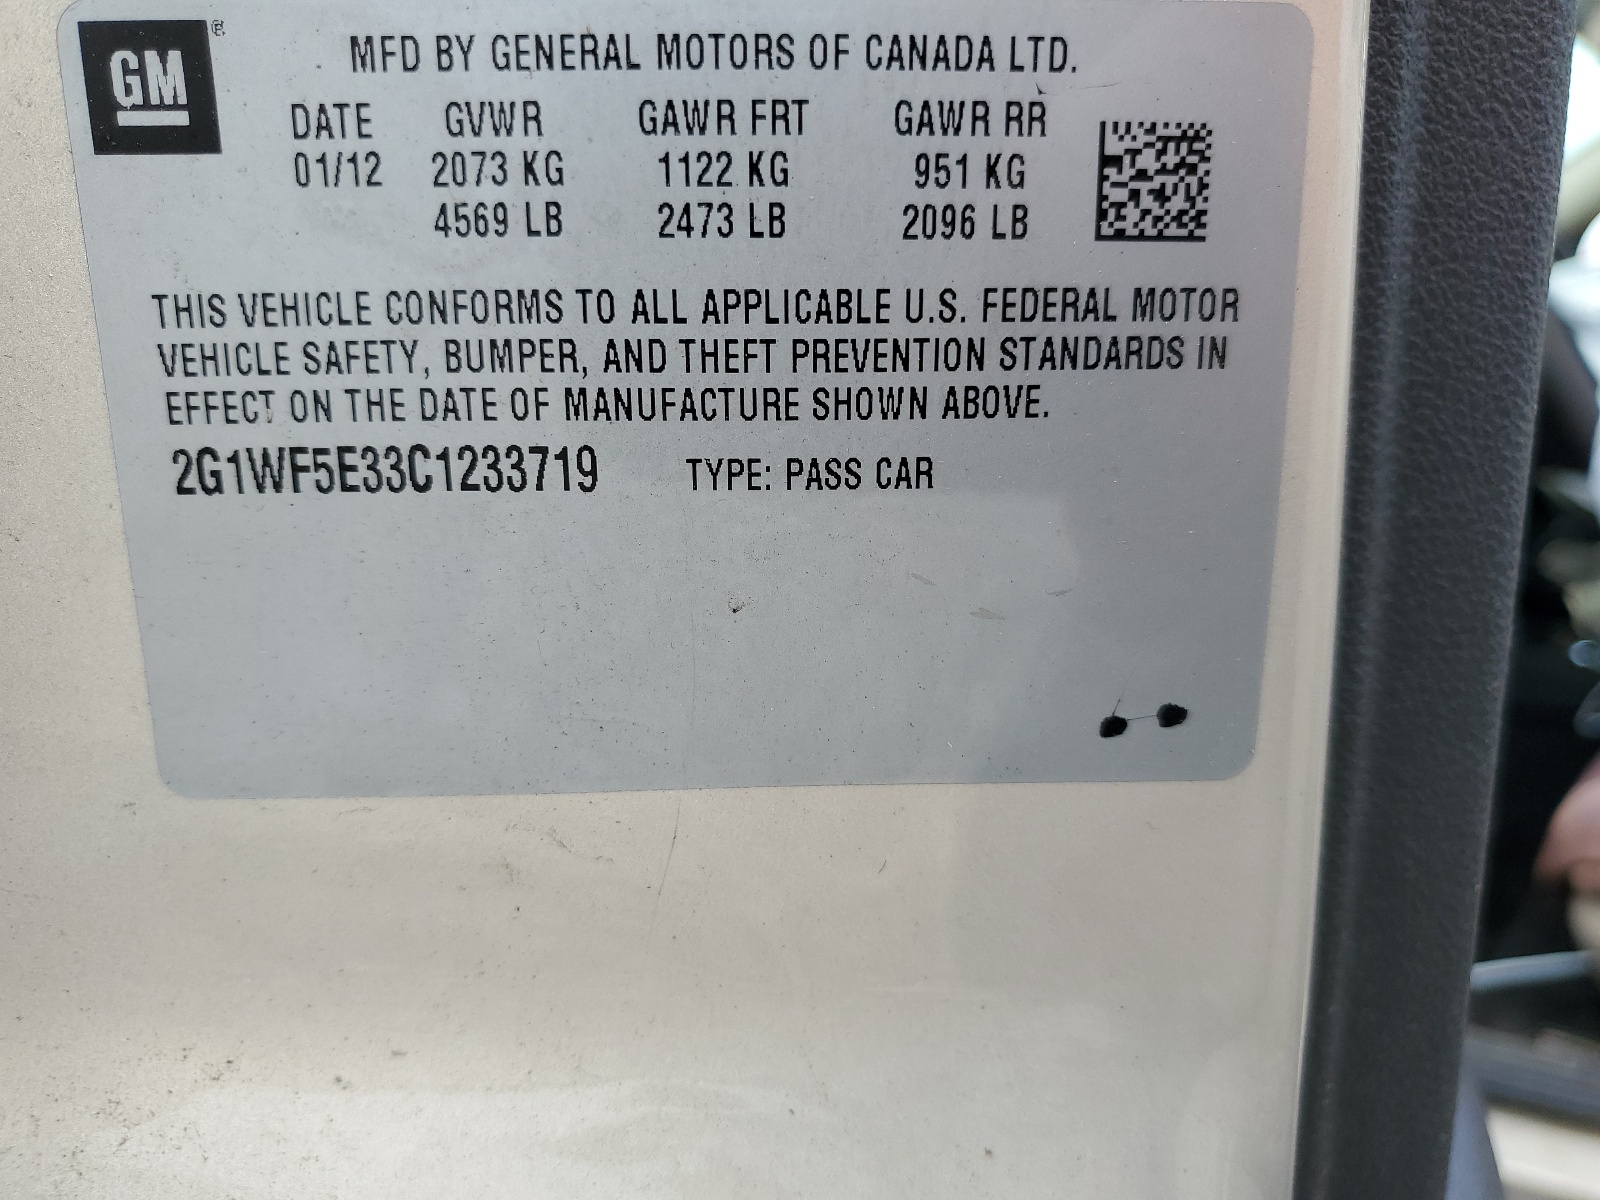 GM ®
MFD BY GENERAL MOTORS OF CANADA LTD.
DATE GVWR GAWR FRT GAWR RR
01/12 2073 KG 1122 KG 951 KG
4569 LB 2473 LB 2096 LB
THIS VEHICLE CONFORMS TO ALL APPLICABLE U.S. FEDERAL MOTOR
VEHICLE SAFETY, BUMPER, AND THEFT PREVENTION STANDARDS IN
EFFECT ON THE DATE OF MANUFACTURE SHOWN ABOVE.
2G1WF5E33C1233719 TYPE: PASS CAR